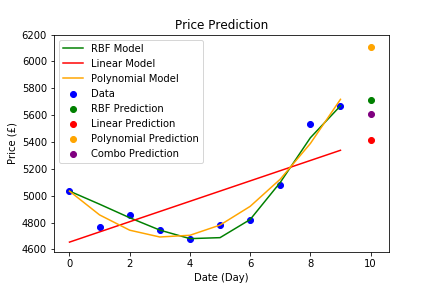 Price Prediction
RBF Model
Linear Model
Polynomial Model
Data
RBF Prediction
Linear Prediction
Polynomial Prediction
Combo Prediction
Price (£)
6200
6000
5800
5600
5400
5200
5000
4800
4600
0 2 4 6 8 10
Date (Day)